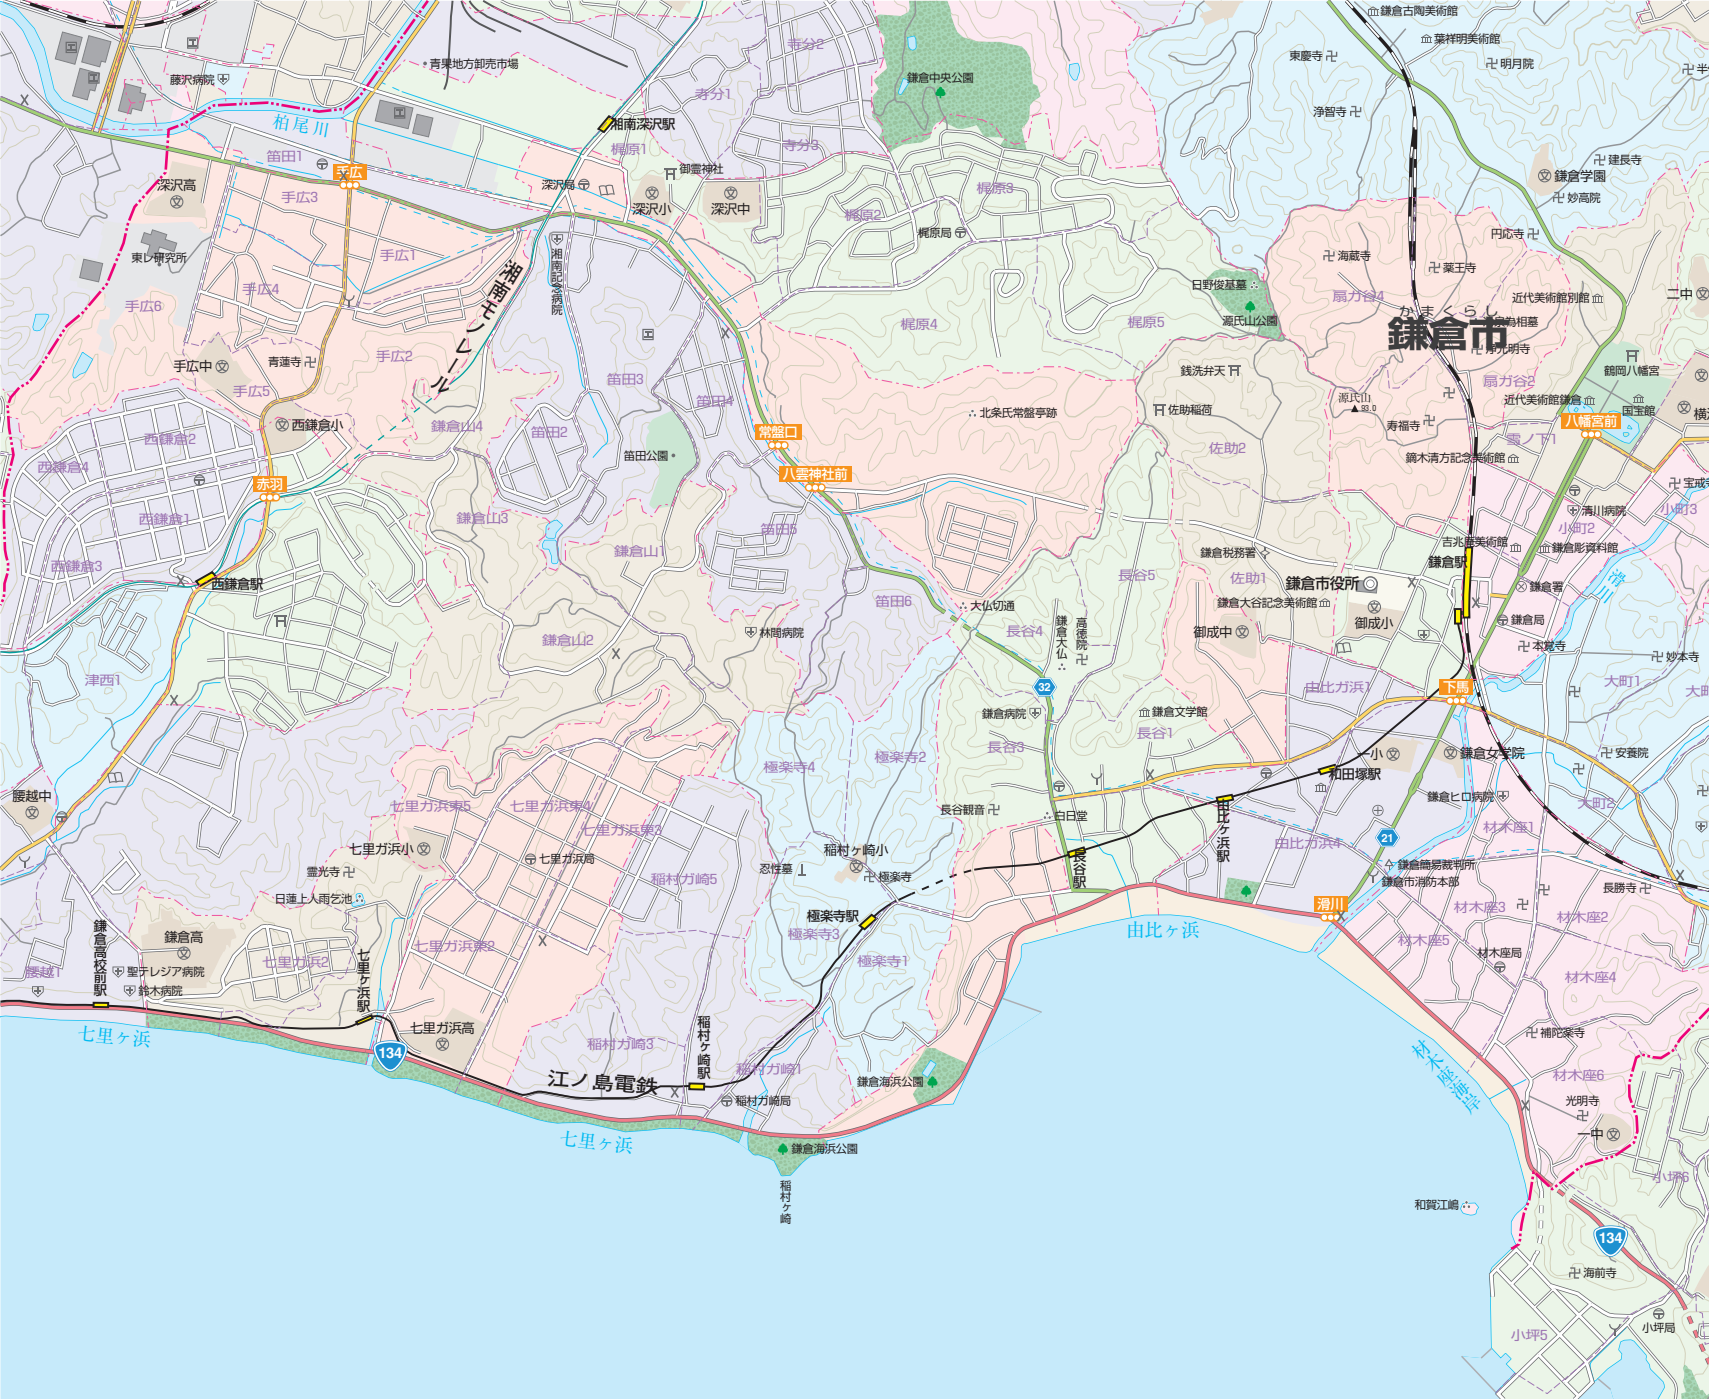 鎌倉古陶美術館
葉祥明美術館
東慶寺
明月院
浄智寺
建長寺
鎌倉学園
妙高院
円応寺
海蔵寺
薬王寺
近代美術館別館
二中
扇ガ谷4
かまくらし
鎌倉市
浄光明寺
鶴岡八幡宮
扇ガ谷2
近代美術館鎌倉
国宝館
八幡宮前
源氏山
93.0
寿福寺
雪ノ下1
鏑木清方記念美術館
清川病院
小町3
小町2
吉兆庵美術館
鎌倉彫資料館
鎌倉駅
鎌倉署
鎌倉局
滑川
本覚寺
妙本寺
大町1
下馬
鎌倉女学院
安養院
大町2
鎌倉ヒロ病院
材木座1
21
鎌倉簡易裁判所
鎌倉市消防本部
長勝寺
材木座3
材木座2
材木座5
材木座局
材木座4
補陀楽寺
材木座6
光明寺
一中
材木座海岸
小坪6
和賀江嶋
134
海前寺
小坪局
小坪5
青果地方卸売市場
藤沢病院
寺分2
寺分1
寺分3
鎌倉中央公園
柏尾川
湘南深沢駅
梶原1
笛田1
手広
深沢高
手広3
深沢局
御霊神社
深沢小
深沢中
梶原3
梶原2
梶原局
東レ研究所
手広1
手広4
手広6
湘南記念病院
湘南モノレール
日野俊基墓
源氏山公園
梶原4
梶原5
手広2
手広中
青蓮寺
手広5
西鎌倉小
笛田3
笛田4
銭洗弁天
佐助稲荷
北条氏常盤亭跡
佐助2
鎌倉山4
笛田2
笛田公園
常盤口
八雲神社前
西鎌倉2
西鎌倉4
赤羽
西鎌倉1
西鎌倉3
西鎌倉駅
鎌倉山3
鎌倉山1
笛田5
鎌倉税務署
佐助1
鎌倉市役所
鎌倉大谷記念美術館
御成小
御成中
長谷5
笛田6
大仏切通
長谷4
鎌倉大仏
高徳院
林間病院
鎌倉山2
津西1
32
鎌倉病院
鎌倉文学館
長谷1
長谷3
由比ガ浜1
一小
和田塚駅
極楽寺2
極楽寺4
長谷観音
白日堂
由比ヶ浜駅
由比ガ浜4
長谷駅
滑川
由比ヶ浜
腰越中
七里ガ浜東5
七里ガ浜東4
七里ガ浜東3
七里ガ浜小
七里ガ浜局
霊光寺
日蓮上人雨乞池
稲村ヶ崎小
忍性墓
極楽寺
稲村ガ崎5
極楽寺駅
極楽寺3
極楽寺1
鎌倉高
鎌倉高校前駅
聖テレジア病院
鈴木病院
腰越1
七里ガ浜2
七里ヶ浜駅
七里ガ浜東2
七里ガ浜高
七里ヶ浜
134
稲村ガ崎3
稲村ヶ崎駅
稲村ガ崎1
江ノ島電鉄
稲村ガ崎局
鎌倉海浜公園
七里ヶ浜
鎌倉海浜公園
稲村ヶ崎